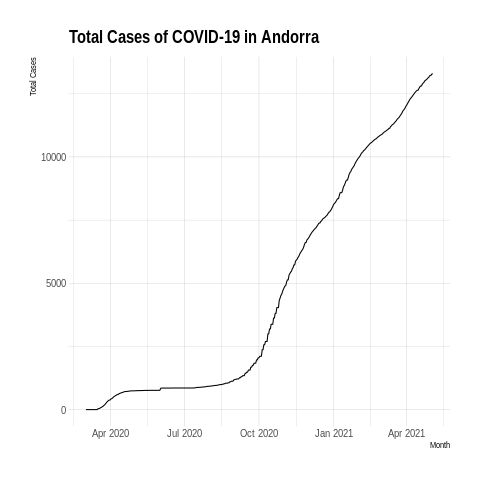 Total Cases of COVID-19 in Andorra
Total Cases
10000
5000
0
Apr 2020 Jul 2020 Oct 2020 Jan 2021 Apr 2021
Month